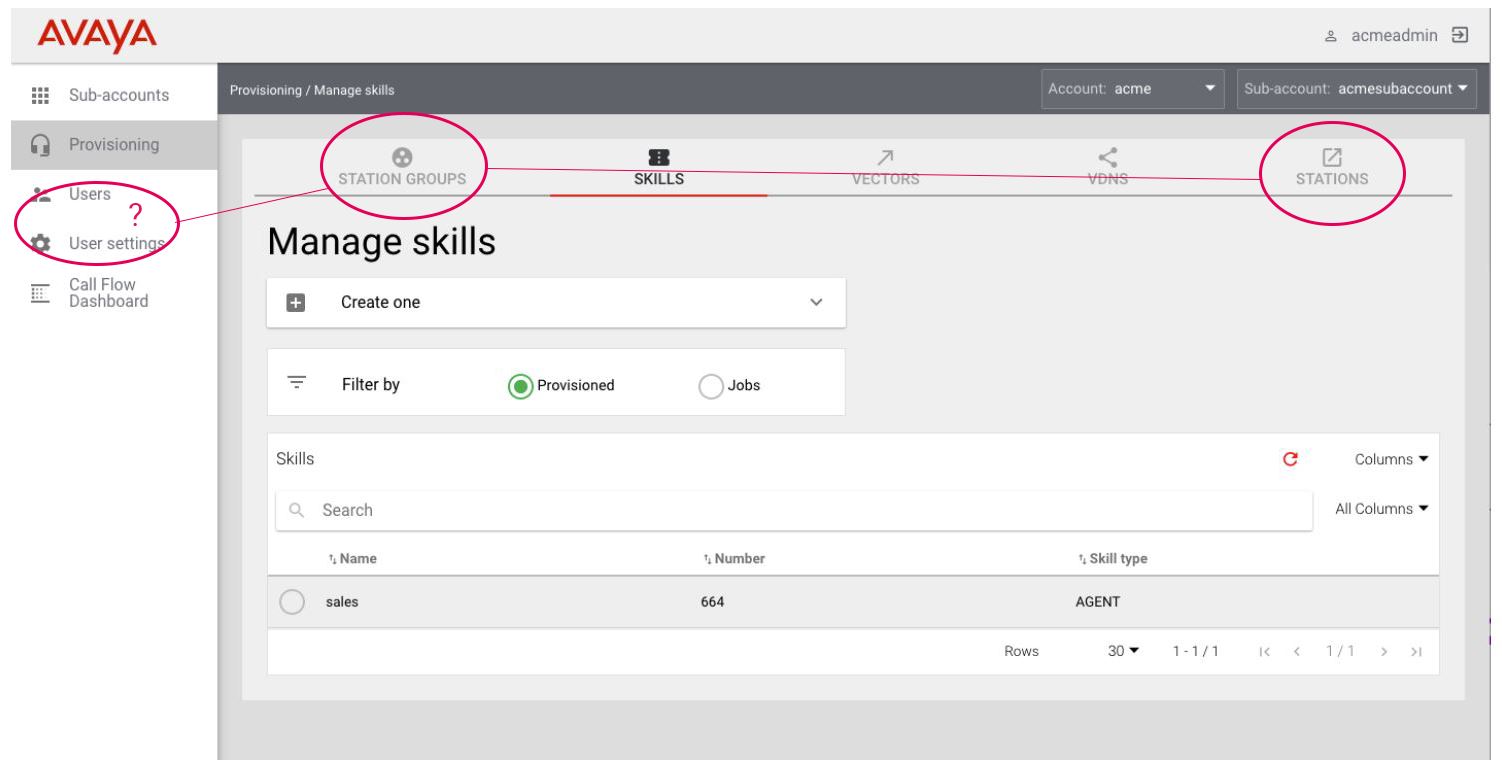 AVAYA
acmeadmin
Sub-accounts
Provisioning
Users
?
User settings
Call Flow
Dashboard
Provisioning / Manage skills
Account: acme
Sub-account: acmesubaccount
STATION GROUPS
SKILLS
VECTORS
VDNS
STATIONS
Manage skills
Create one
Filter by
Provisioned
Jobs
Skills
Columns
Search
All Columns
Name Number Skill type
sales 664 AGENT
Rows 30 1 - 1 / 1 1 / 1